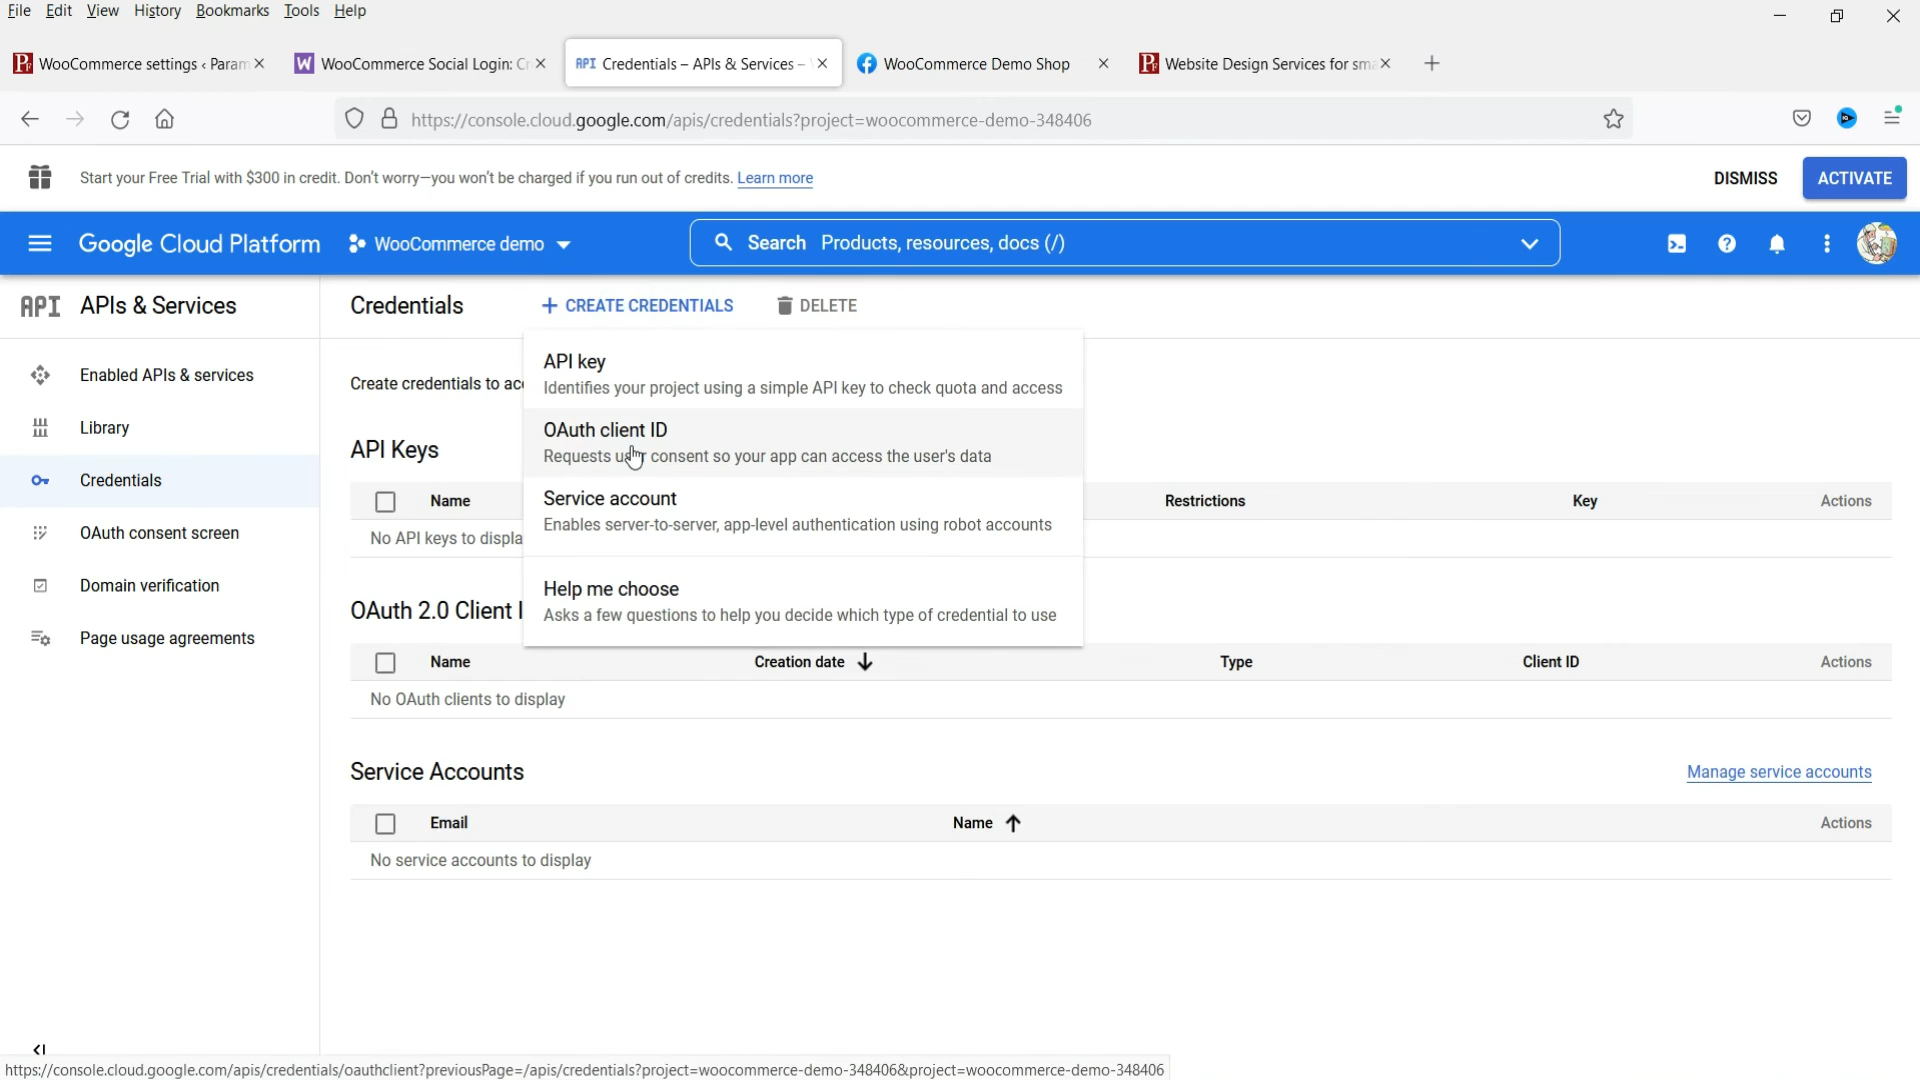 File Edit View History Bookmarks Tools Help
WooCommerce settings ‹ Param
WooCommerce Social Login: Cr
API Credentials – APIs & Services –
WooCommerce Demo Shop
Website Design Services for sma
https://console.cloud.google.com/apis/credentials?project=woocommerce-demo-348406
Start your Free Trial with $300 in credit. Don't worry—you won't be charged if you run out of credits. Learn more
DISMISS
ACTIVATE
Google Cloud Platform
WooCommerce demo
Search Products, resources, docs (/)
API APIs & Services
Credentials
+ CREATE CREDENTIALS
DELETE
Enabled APIs & services
Library
Credentials
OAuth consent screen
Domain verification
Page usage agreements
Create credentials to acc
API key
Identifies your project using a simple API key to check quota and access
OAuth client ID
Requests user consent so your app can access the user's data
Service account
Enables server-to-server, app-level authentication using robot accounts
Help me choose
Asks a few questions to help you decide which type of credential to use
API Keys
Name Restrictions Key Actions
No API keys to displa
OAuth 2.0 Client I
Name Creation date Type Client ID Actions
No OAuth clients to display
Service Accounts
Manage service accounts
Email Name Actions
No service accounts to display
https://console.cloud.google.com/apis/credentials/oauthclient?previousPage=/apis/credentials?project=woocommerce-demo-348406&project=woocommerce-demo-348406